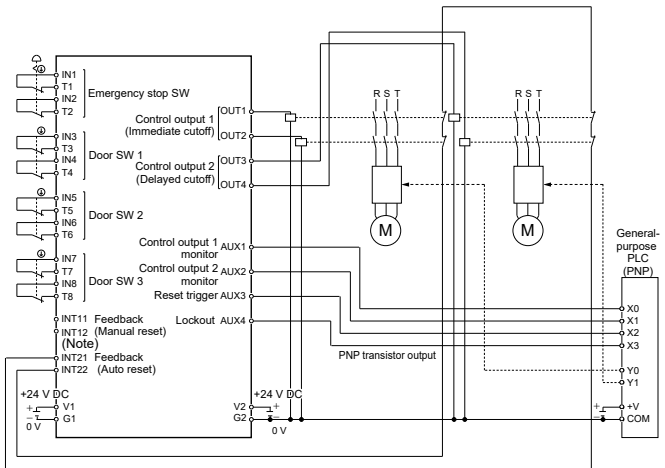 IN1
T1
IN2
T2
Emergency stop SW
IN3
T3
IN4
T4
Door SW 1
IN5
T5
IN6
T6
Door SW 2
IN7
T7
IN8
T8
Door SW 3
INT11 Feedback
INT12 (Manual reset)
(Note)
INT21 Feedback
INT22 (Auto reset)
+24 V DC
+
−
V1
G1
0 V
Control output 1
(Immediate cutoff)
OUT1
OUT2
Control output 2
(Delayed cutoff)
OUT3
OUT4
Control output 1
monitor
AUX1
Control output 2
monitor
AUX2
Reset trigger AUX3
Lockout AUX4
+24 V DC
V2
G2
+
−
0 V
R S T
M
R S T
M
PNP transistor output
General-
purpose
PLC
(PNP)
X0
X1
X2
X3
Y0
Y1
+
−
+V
COM